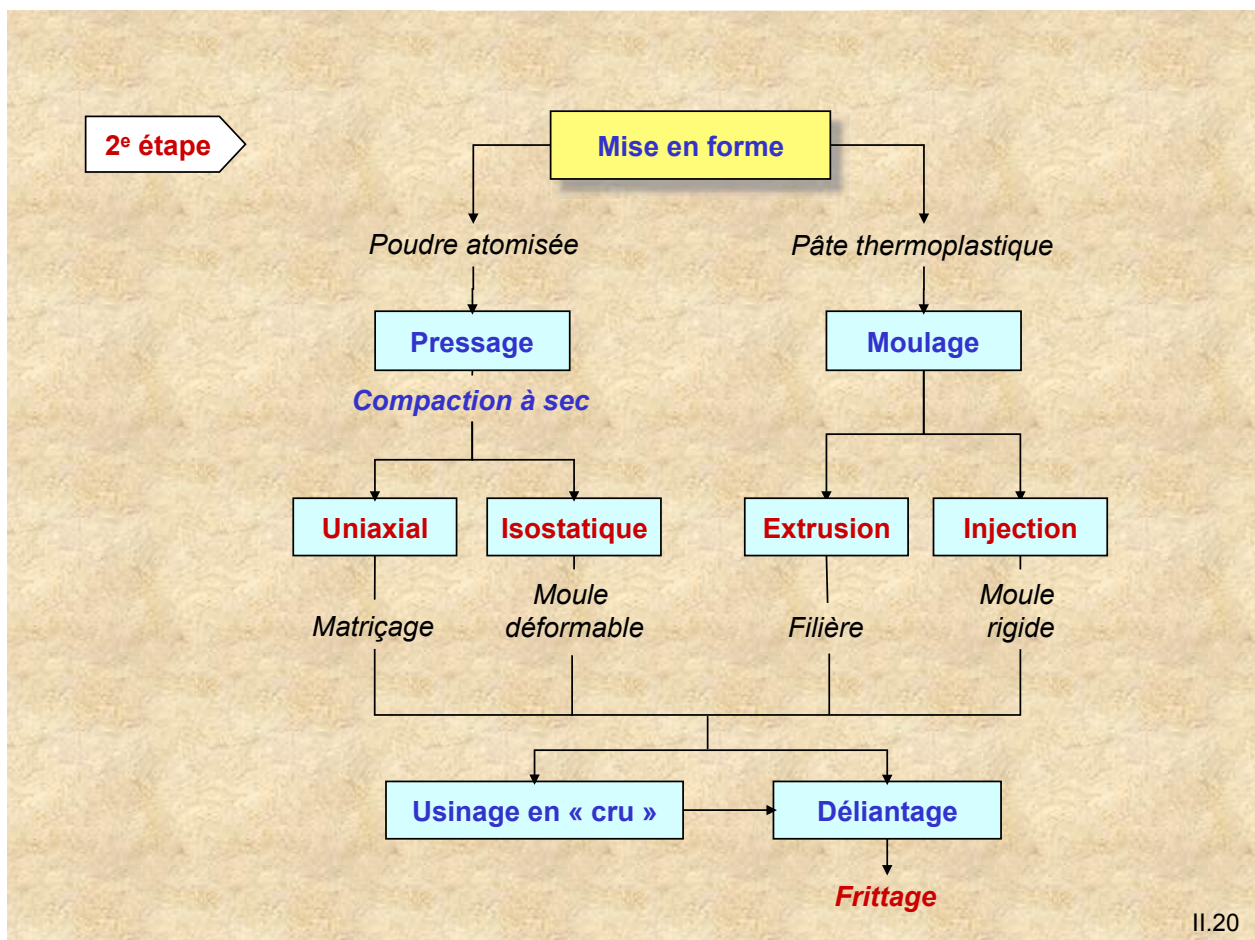 2e étape
Mise en forme
Poudre atomisée
Pâte thermoplastique
Pressage
Moulage
Compaction à sec
Uniaxial
Isostatique
Extrusion
Injection
Matriçage
Moule
déformable
Filière
Moule
rigide
Usinage en « cru »
Déliantage
Frittage
II.20